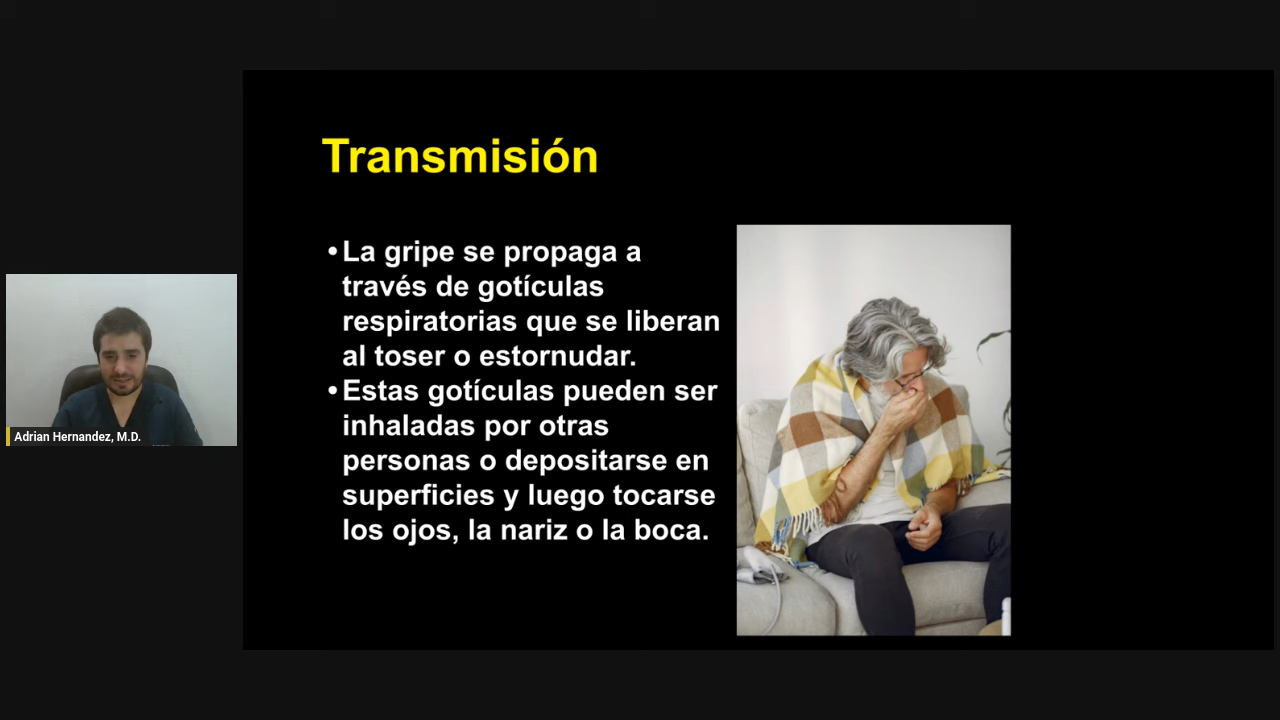 Transmisión
•La gripe se propaga a
través de gotículas
respiratorias que se liberan
al toser o estornudar.
•Estas gotículas pueden ser
inhaladas por otras
personas o depositarse en
superficies y luego tocarse
los ojos, la nariz o la boca.
Adrian Hernandez, M.D.